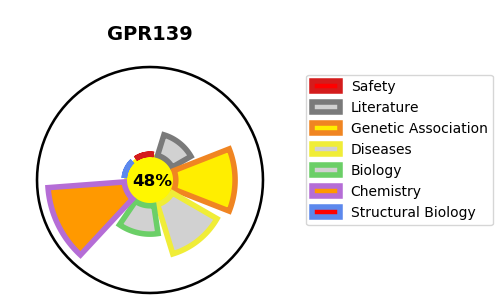 GPR139
48%
Safety
Literature
Genetic Association
Diseases
Biology
Chemistry
Structural Biology